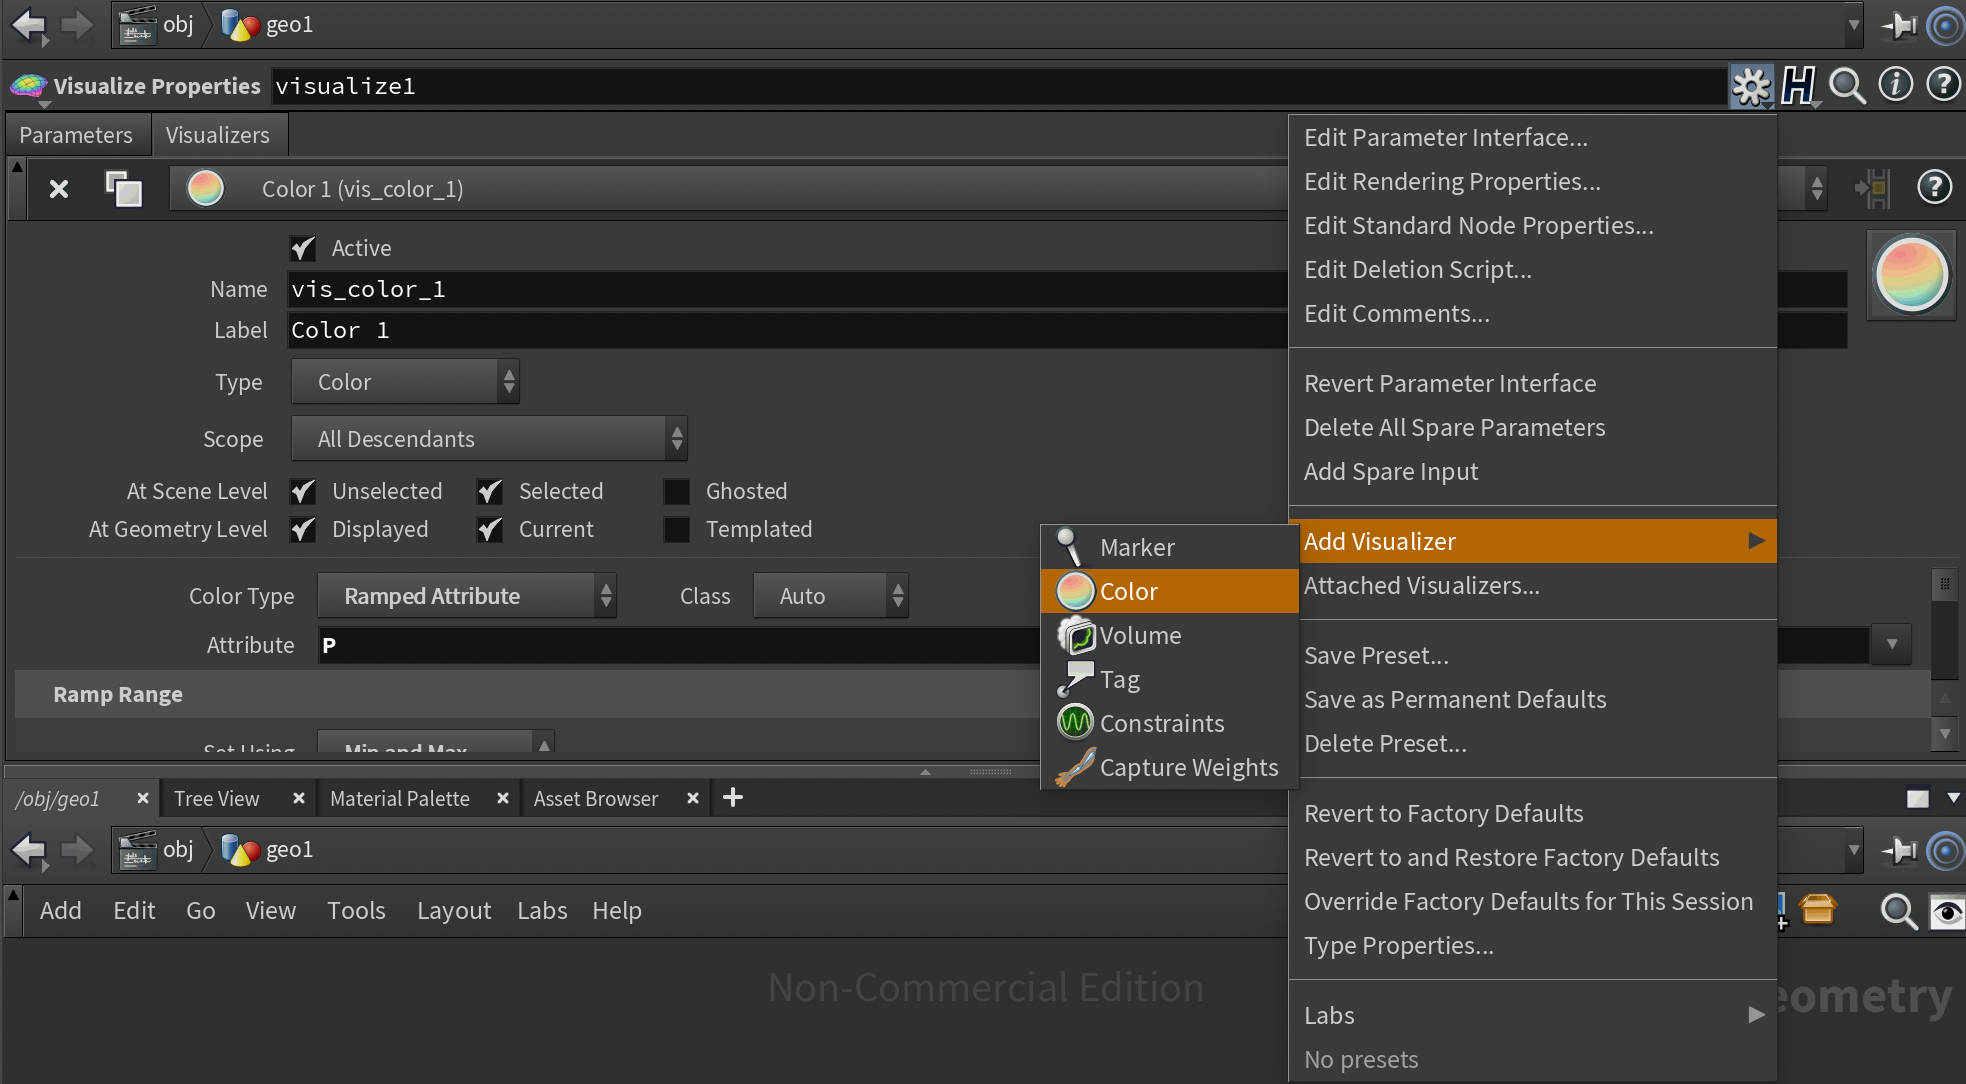 obj geo1
Visualize Properties visualize1
Parameters Visualizers
Color 1 (vis_color_1)
Active
Name vis_color_1
Label Color 1
Type Color
Scope All Descendants
At Scene Level Unselected Selected Ghosted
At Geometry Level Displayed Current Templated
Color Type Ramped Attribute Class Auto
Attribute P
Ramp Range
Set Using Min and Max
Edit Parameter Interface...
Edit Rendering Properties...
Edit Standard Node Properties...
Edit Deletion Script...
Edit Comments...
Revert Parameter Interface
Delete All Spare Parameters
Add Spare Input
Add Visualizer
Attached Visualizers...
Save Preset...
Save as Permanent Defaults
Delete Preset...
Revert to Factory Defaults
Revert to and Restore Factory Defaults
Override Factory Defaults for This Session
Type Properties...
Labs
No presets
Marker
Color
Volume
Tag
Constraints
Capture Weights
/obj/geo1 Tree View Material Palette Asset Browser
obj geo1
Add Edit Go View Tools Layout Labs Help
Non-Commercial Edition
eometry